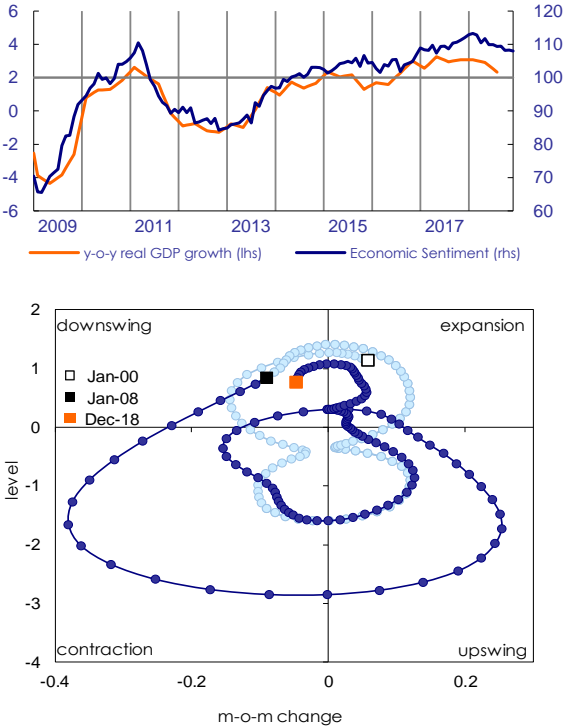 6 120
4 110
2 100
0 90
-2 80
-4 70
-6 60
2009 2011 2013 2015 2017
y-o-y real GDP growth (lhs) Economic Sentiment (rhs)
2
downswing expansion
1
Jan-00
Jan-08
Dec-18
0
level
-1
-2
-3
contraction upswing
-4
-0.4 -0.2 0 0.2
m-o-m change